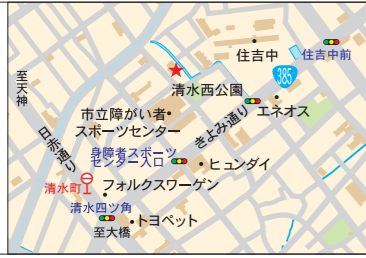 住吉中
住吉中前
385
至天神
清水西公園
エネオス
市立障がい者
スポーツセンター
きよみ通り
日赤通り
身障者スポーツ
センター入口
ヒュンダイ
清水町
フォルクスワーゲン
清水四ツ角
トヨペット
至大橋